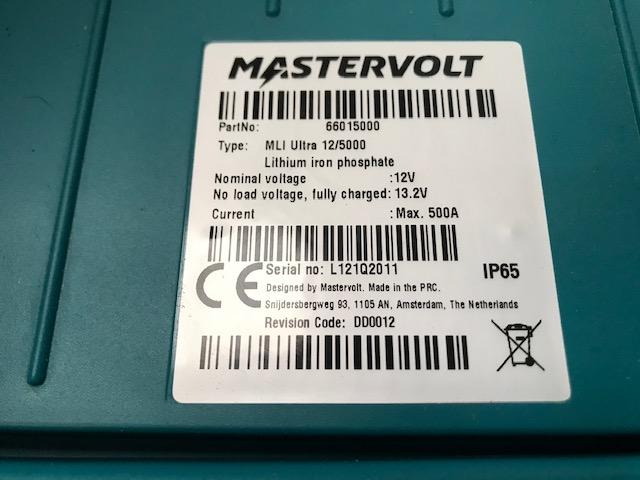 MASTERVOLT
PartNo: 66015000
Type: MLI Ultra 12/5000
Lithium iron phosphate
Nominal voltage :12V
No load voltage, fully charged: 13.2V
Current : Max. 500A
CE Serial no: L121Q2011 IP65
Designed by Mastervolt. Made in the PRC.
Snijdersbergweg 93, 1105 AN, Amsterdam, The Netherlands
Revision Code: DD0012